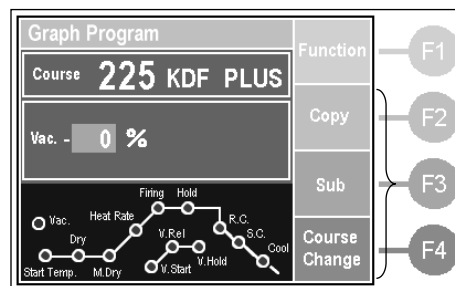 Graph Program
Function
F1
Course 225 KDF PLUS
Copy
F2
Vac. - 0 %
Sub
F3
Firing Hold
Vac. Heat Rate R.C.
Dry V.Rel S.C.
V.Hold Cool
Start Temp. M.Dry V.Start
Course Change
F4